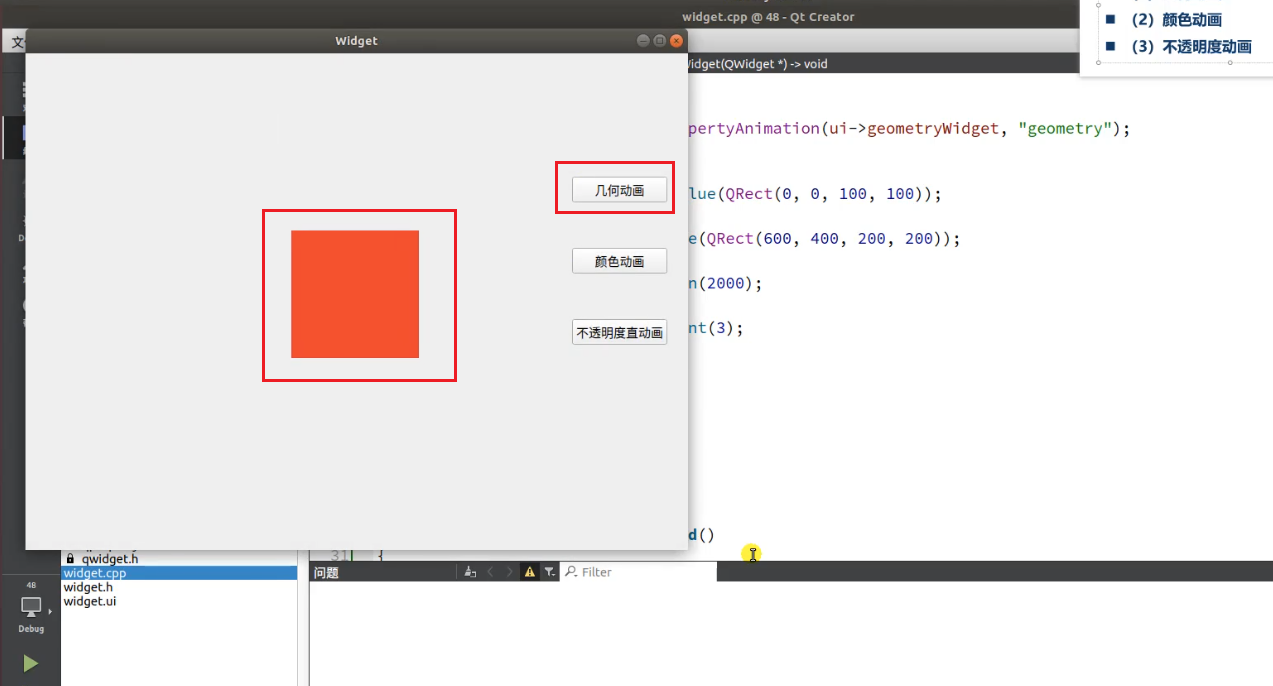 widget.cpp @ 48 - Qt Creator
(2) 颜色动画
(3) 不透明度动画
文
Widget
Widget(QWidget *) -> void
pertyAnimation(ui->geometryWidget, "geometry");
几何动画
lue(QRect(0, 0, 100, 100));
e(QRect(600, 400, 200, 200));
颜色动画
n(2000);
不透明度直动画
nt(3);
d()
31
{
qwidget.h
widget.cpp
widget.h
widget.ui
问题
Filter
48
Debug